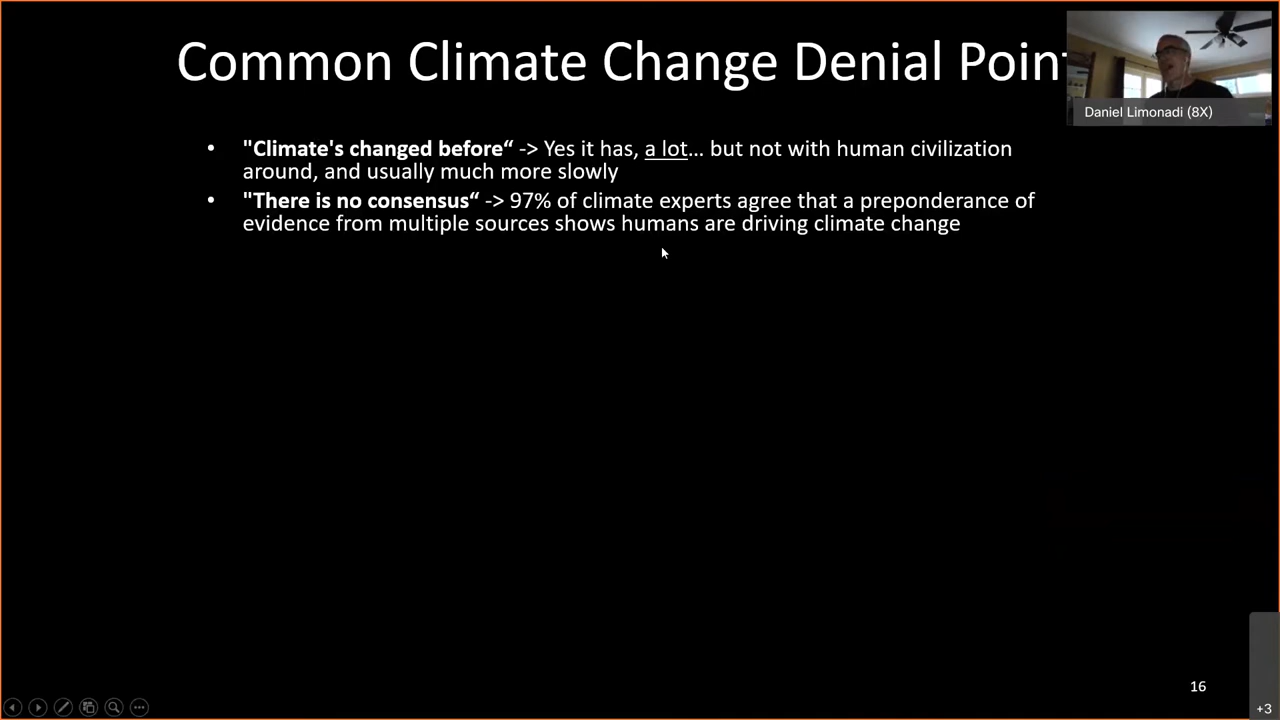 Common Climate Change Denial Point
Daniel Limonadi (8X)
• "Climate's changed before“ -> Yes it has, a lot… but not with human civilization
around, and usually much more slowly
• "There is no consensus“ -> 97% of climate experts agree that a preponderance of
evidence from multiple sources shows humans are driving climate change
16
+3